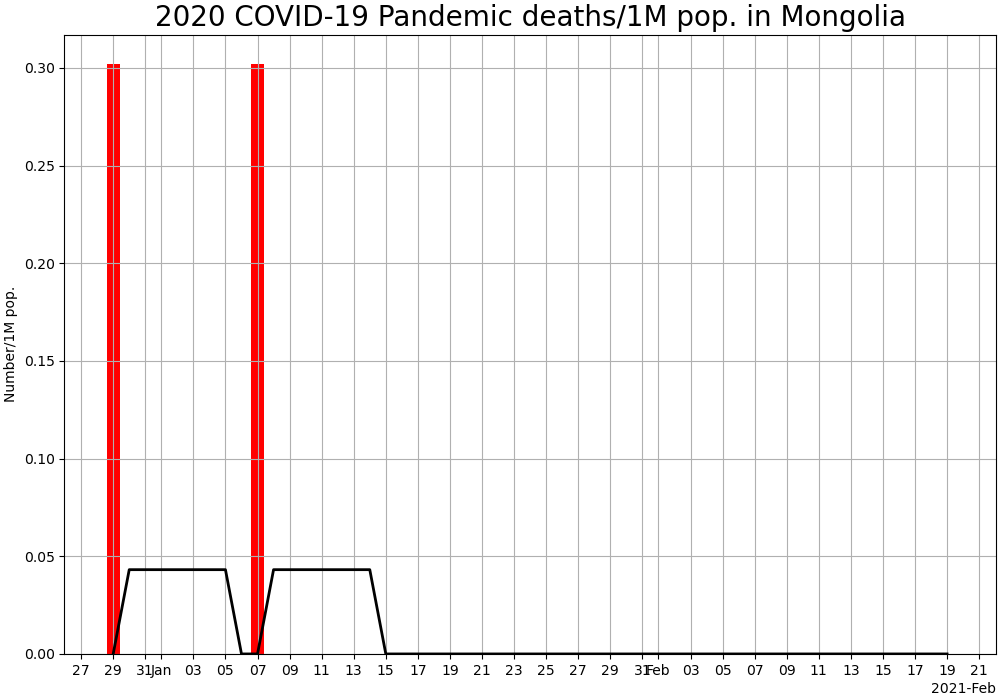 2020 COVID-19 Pandemic deaths/1M pop. in Mongolia
Number/1M pop.
0.30
0.25
0.20
0.15
0.10
0.05
0.00
27 29 31 Jan 03 05 07 09 11 13 15 17 19 21 23 25 27 29 31 Feb 03 05 07 09 11 13 15 17 19 21
2021-Feb